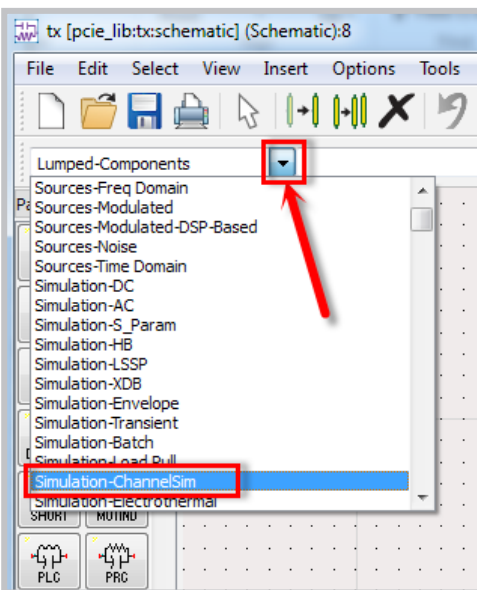 tx [pcie_lib:tx:schematic] (Schematic):8
File Edit Select View Insert Options Tools
Lumped-Components
Sources-Freq Domain
Sources-Modulated
Sources-Modulated-DSP-Based
Sources-Noise
Sources-Time Domain
Simulation-DC
Simulation-AC
Simulation-S_Param
Simulation-HB
Simulation-LSSP
Simulation-XDB
Simulation-Envelope
Simulation-Transient
Simulation-Batch
Simulation-Load Pull
Simulation-ChannelSim
Simulation-Electrothermal
SHORT MUTIND
PLC PRC